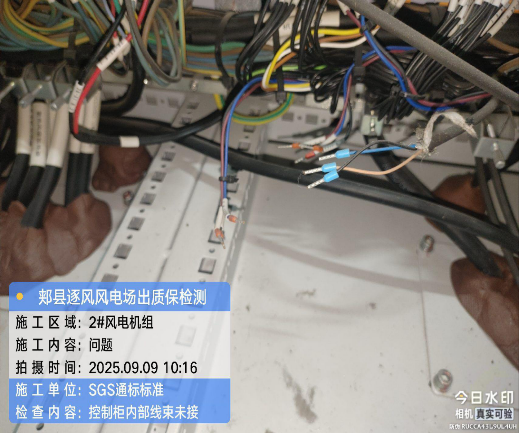 郏县逐风风电场出质保检测
施工区域：2#风电机组
施工内容：问题
拍摄时间：2025.09.09 10:16
施工单位：SGS通标标准
检查内容：控制柜内部线束未接
今日水印
相机 真实可验